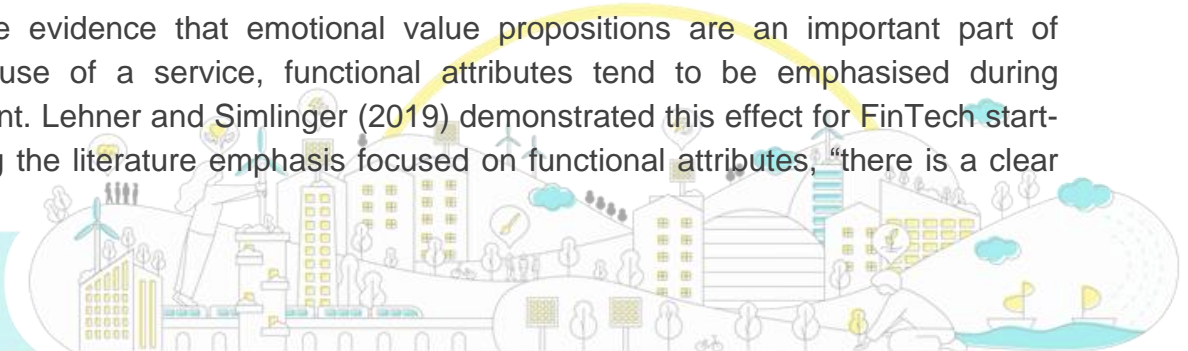 e evidence that emotional value propositions are an important part of
use of a service, functional attributes tend to be emphasised during
nt. Lehner and Simlinger (2019) demonstrated this effect for FinTech start-
g the literature emphasis focused on functional attributes, “there is a clear